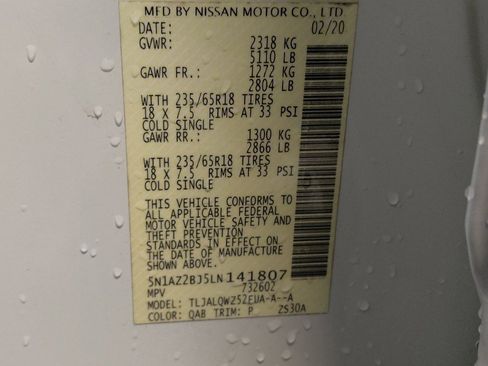 MFD BY NISSAN MOTOR CO., LTD
DATE: 02/20
GVWR: 2318 KG
5110 LB
GAWR FR.: 1272 KG
2804 LB
WITH 235/65R18 TIRES
18 X 7.5 RIMS AT 33 PSI
COLD SINGLE
GAWR RR.: 1300 KG
2866 LB
WITH 235/65R18 TIRES
18 X 7.5 RIMS AT 33 PSI
COLD SINGLE
THIS VEHICLE CONFORMS TO
ALL APPLICABLE FEDERAL
MOTOR VEHICLE SAFETY AND
THEFT PREVENTION
STANDARDS IN EFFECT ON
THE DATE OF MANUFACTURE
SHOWN ABOVE.
5N1AZ2BJ5LN141807
MPV 732602
MODEL: TLJALQWZ52EUA-A--A
COLOR: QAB TRIM: P ZS30A